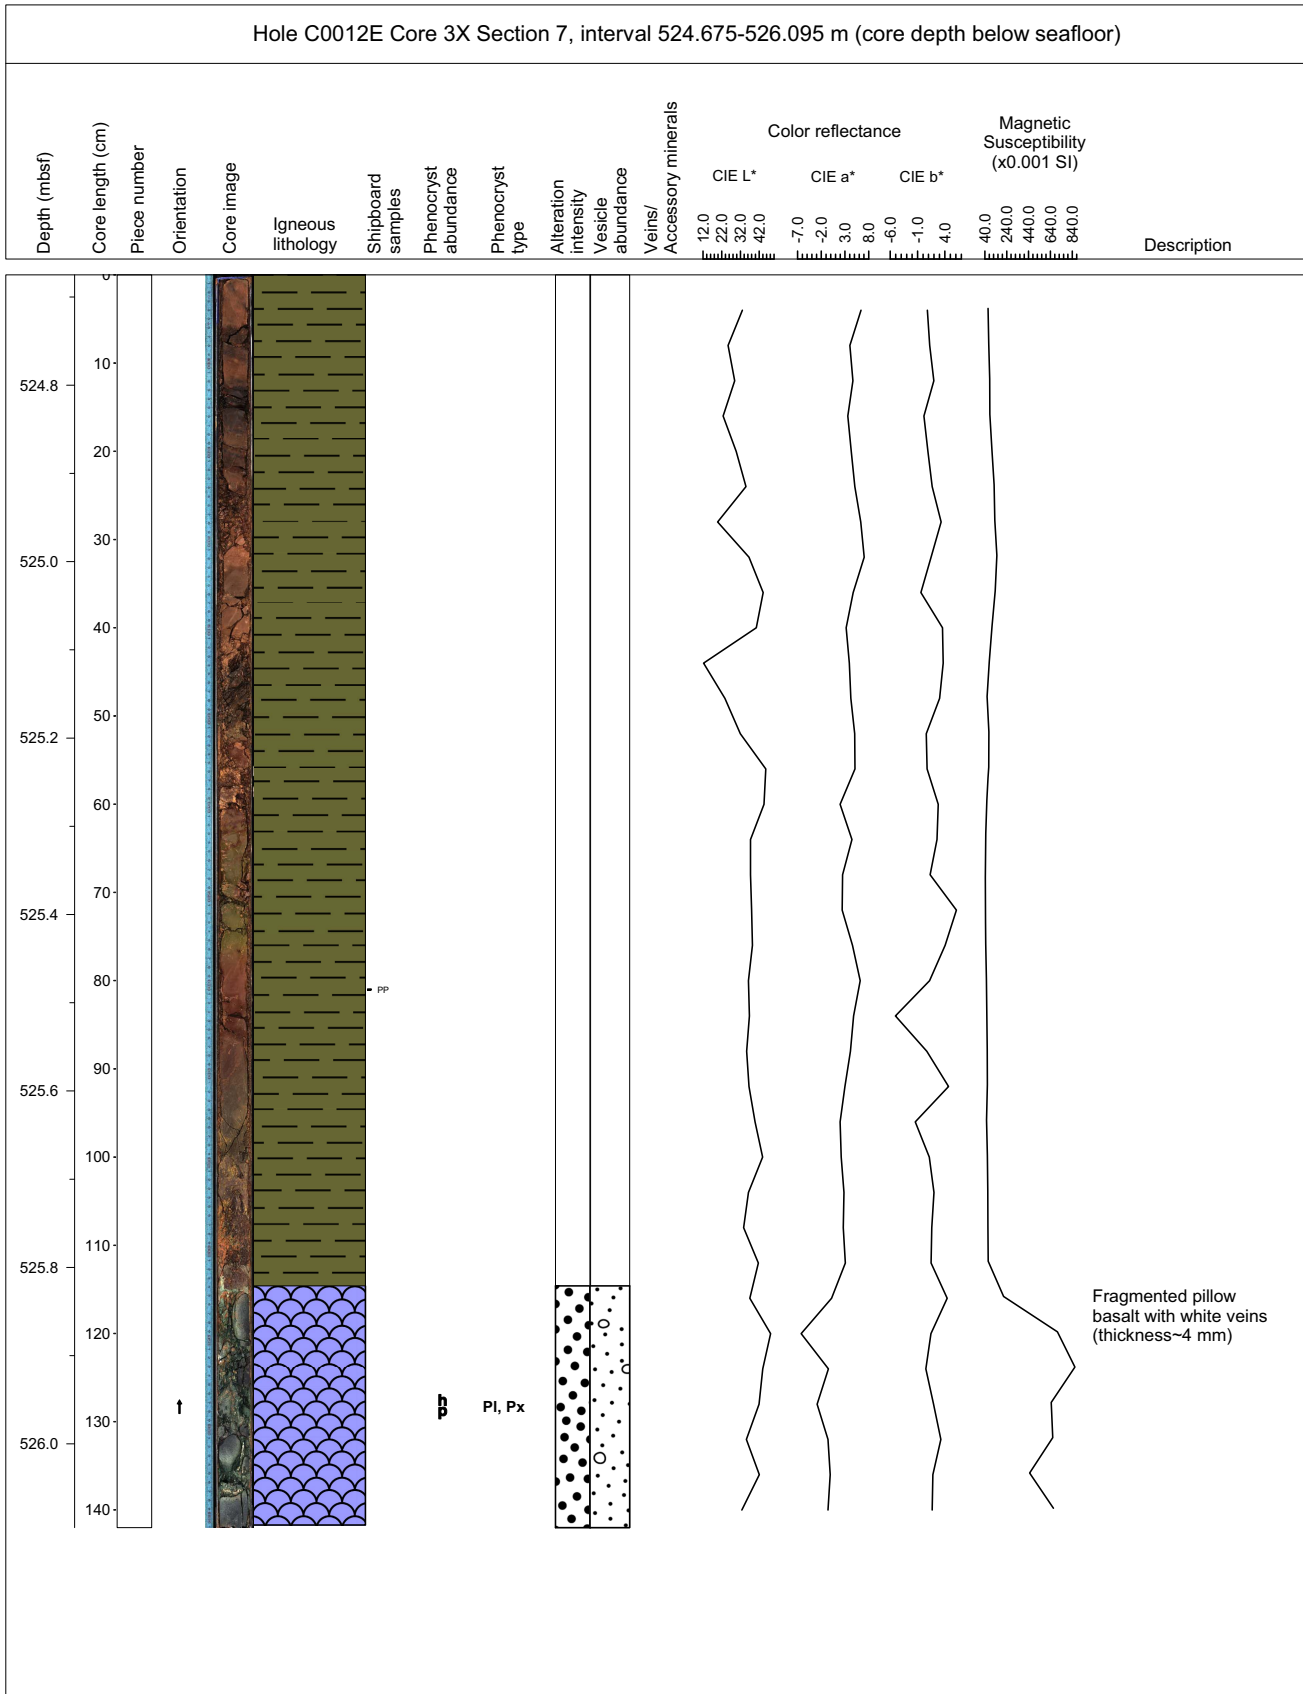 Hole C0012E Core 3X Section 7, interval 524.675-526.095 m (core depth below seafloor)
Depth (mbsf)
Core length (cm)
Piece number
Orientation
Core image
Igneous
lithology
Shipboard
samples
Phenocryst
abundance
Phenocryst
type
Alteration
intensity
Vesicle
abundance
Veins/
Accessory minerals
Color reflectance
CIE L*
CIE a*
CIE b*
Magnetic
Susceptibility
(x0.001 SI)
Description
12.0
22.0
32.0
42.0
-7.0
-2.0
3.0
8.0
-6.0
-1.0
4.0
40.0
240.0
440.0
640.0
840.0
524.8
525.0
525.2
525.4
525.6
525.8
526.0
0
10
20
30
40
50
60
70
80
90
100
110
120
130
140
PP
hp
Pl, Px
Fragmented pillow
basalt with white veins
(thickness~4 mm)